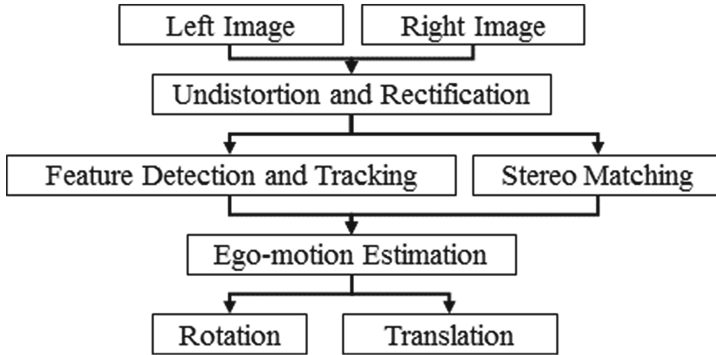 Left Image
Right Image
Undistortion and Rectification
Feature Detection and Tracking
Stereo Matching
Ego-motion Estimation
Rotation
Translation